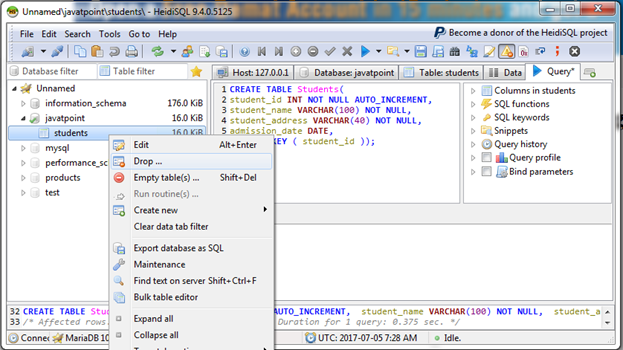 Account in 15 minutes an
Unnamed\javatpoint\students\ - HeidiSQL 9.4.0.5125
File Edit Search Tools Go to Help
Become a donor of the HeidiSQL project
Database filter Table filter
Host: 127.0.0.1 Database: javatpoint Table: students Data Query*
Unnamed
information_schema 176.0 KiB
javatpoint 16.0 KiB
students 16.0 KiB
mysql
performance_sc
products
test
1 CREATE TABLE Students(
2 student_id INT NOT NULL AUTO_INCREMENT,
3 student_name VARCHAR(100) NOT NULL,
4 student_address VARCHAR(40) NOT NULL,
5 admission_date DATE,
KEY ( student_id ));
Columns in students
SQL functions
SQL keywords
Snippets
Query history
Query profile
Bind parameters
Edit Alt+Enter
Drop ...
Empty table(s) ... Shift+Del
Run routine(s) ...
Create new
Clear data tab filter
Export database as SQL
Maintenance
Find text on server Shift+Ctrl+F
Bulk table editor
Expand all
Collapse all
32 CREATE TABLE Stu AUTO_INCREMENT, student_name VARCHAR(100) NOT NULL, student_a
33 /* Affected rows: Duration for 1 query: 0.375 sec. */
Connec MariaDB 10 UTC: 2017-07-05 7:28 AM Idle.